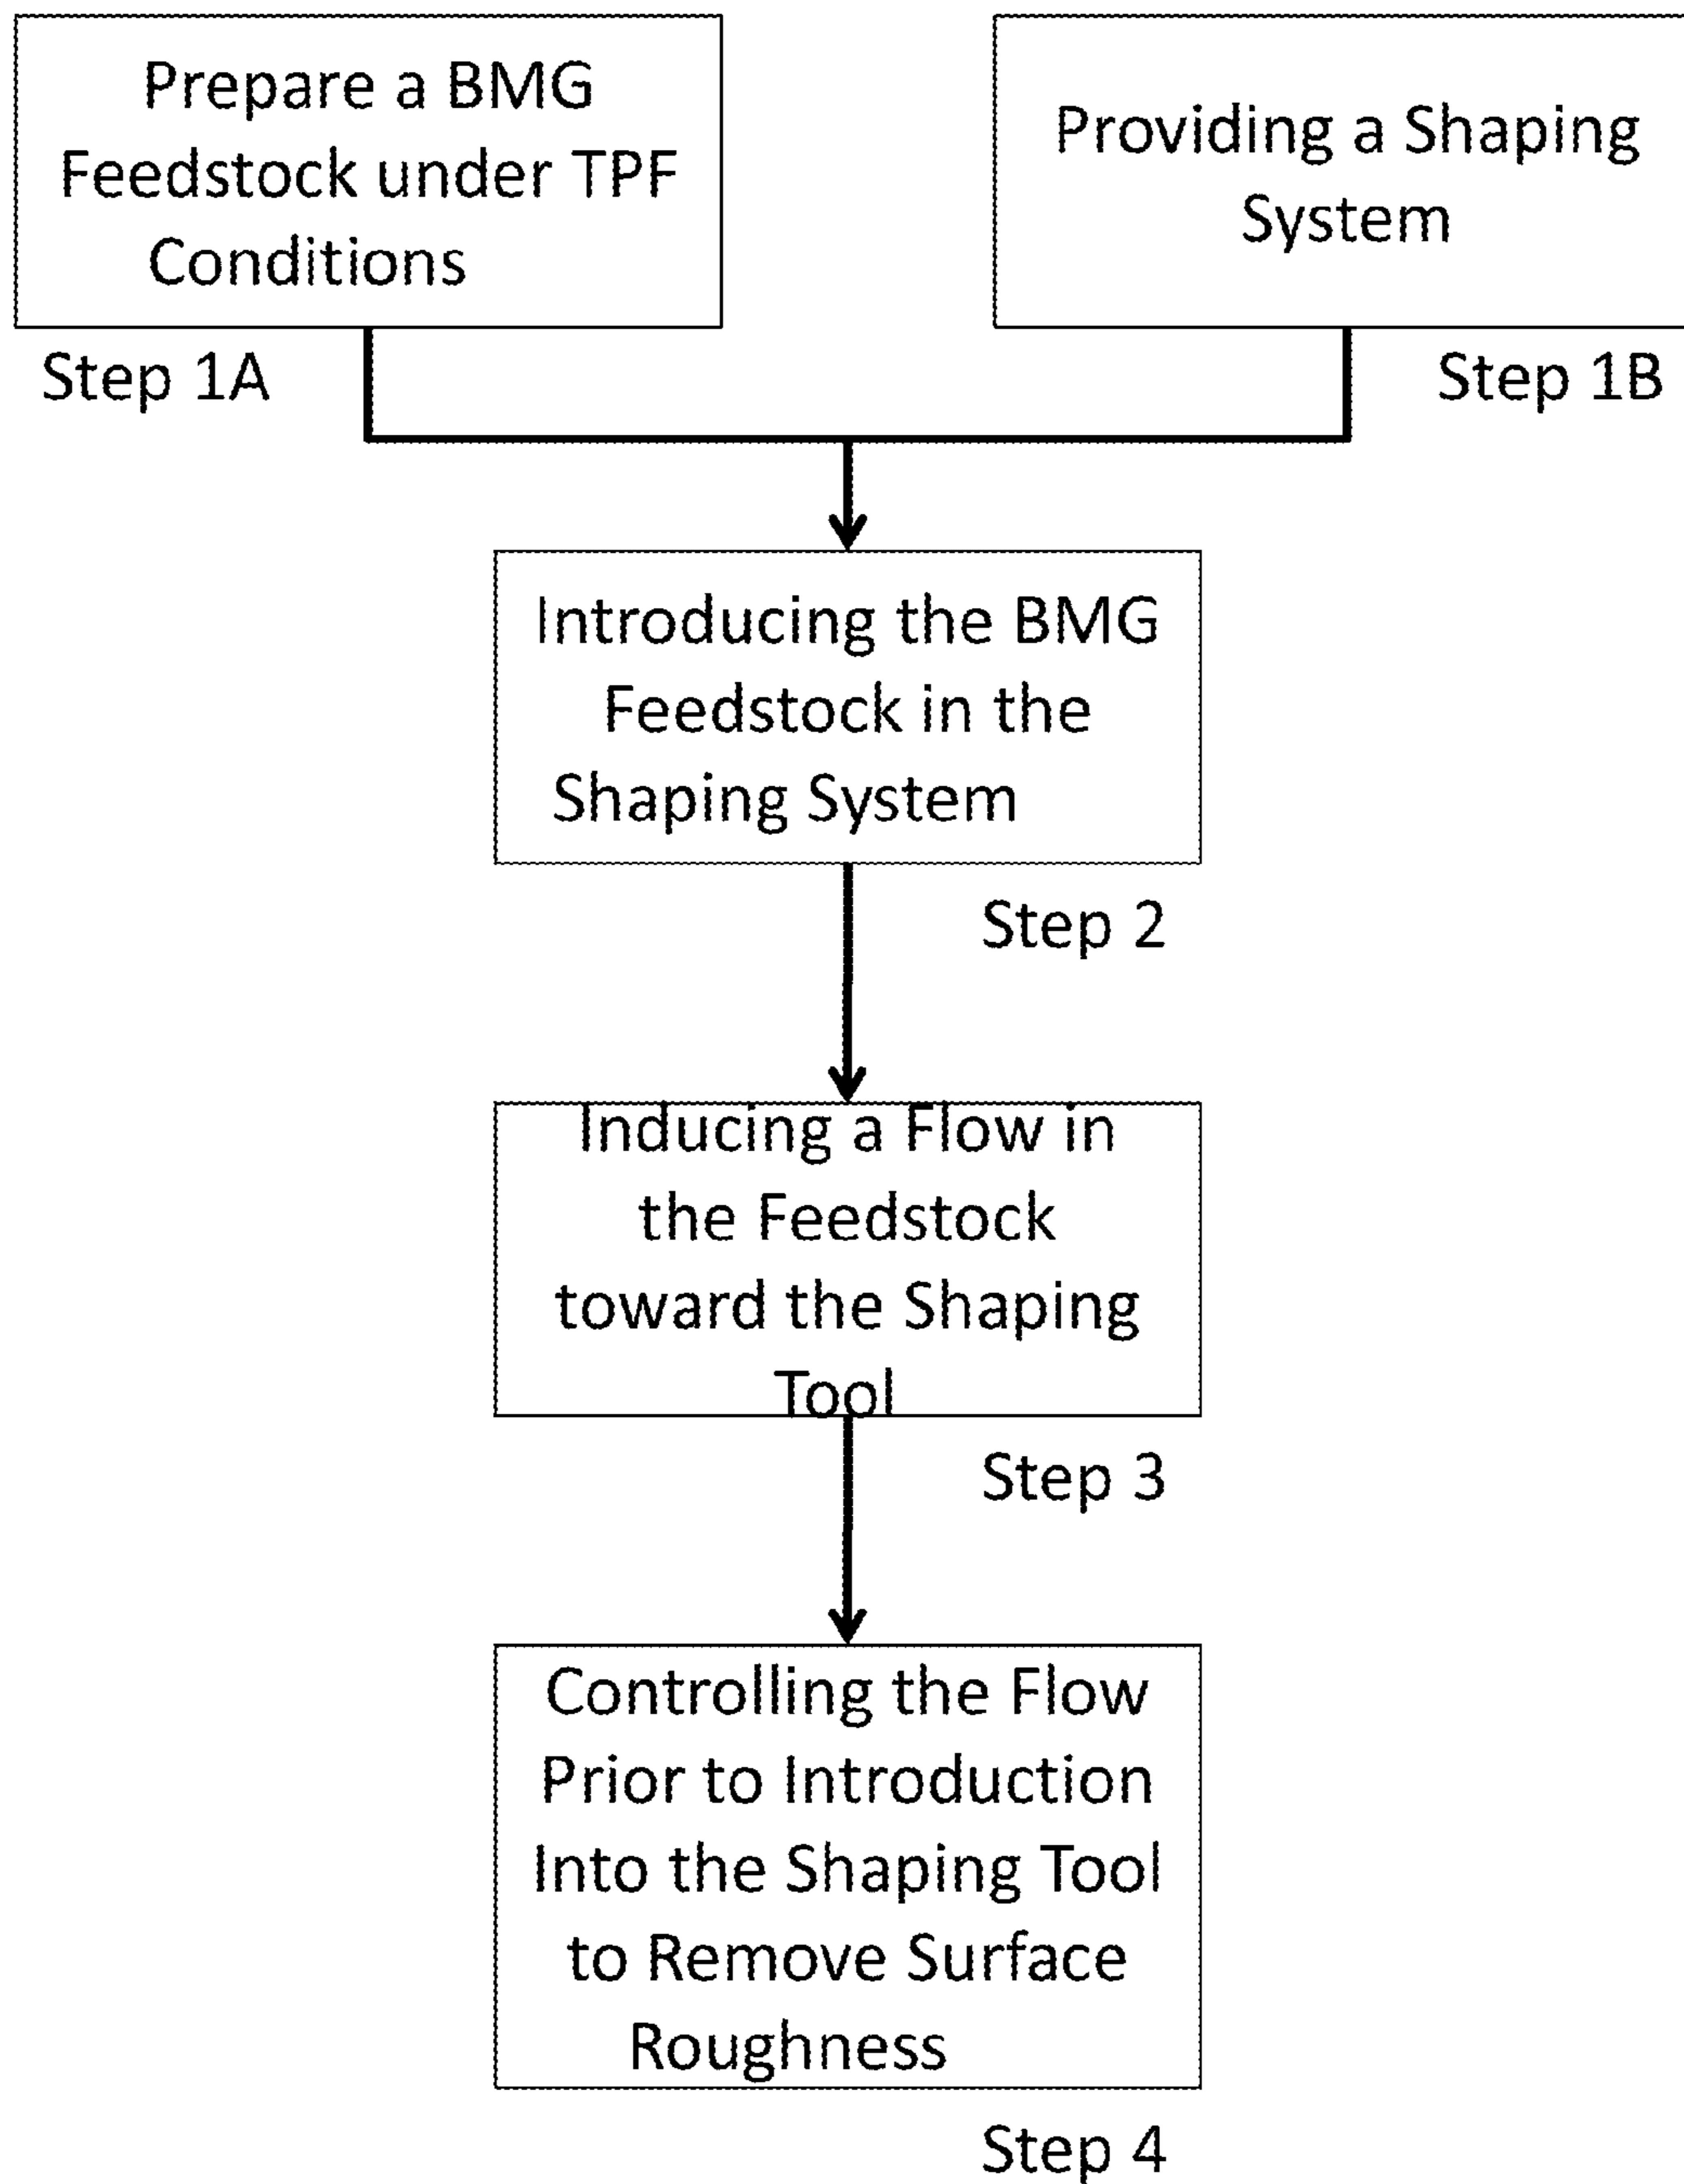 Prepare a BMG
Feedstock under TPF
Conditions
Step 1A
Providing a Shaping
System
Step 1B
Introducing the BMG
Feedstock in the
Shaping System
Step 2
Inducing a Flow in
the Feedstock
toward the Shaping
Tool
Step 3
Controlling the Flow
Prior to Introduction
Into the Shaping Tool
to Remove Surface
Roughness
Step 4